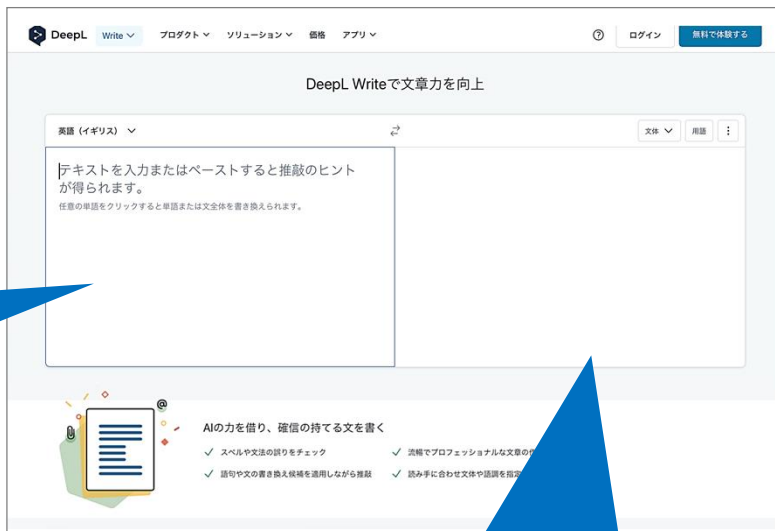 DeepL Write プロダクト ソリューション 価格 アプリ ログイン 無料で体験する
DeepL Writeで文章力を向上
英語（イギリス） 文体 用語
テキストを入力またはペーストすると推敲のヒント
が得られます。
任意の単語をクリックすると単語または文全体を書き換えられます。
AIの力を借り、確信の持てる文を書く
スペルや文法の誤りをチェック 流暢でプロフェッショナルな文章の
語句や文の書き換え候補を適用しながら推敲 読み手に合わせ文体や語調を指定